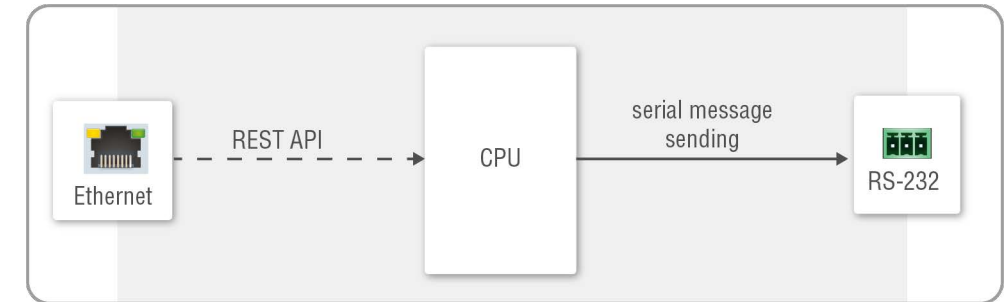 Ethernet
REST API
CPU
serial message
sending
RS-232